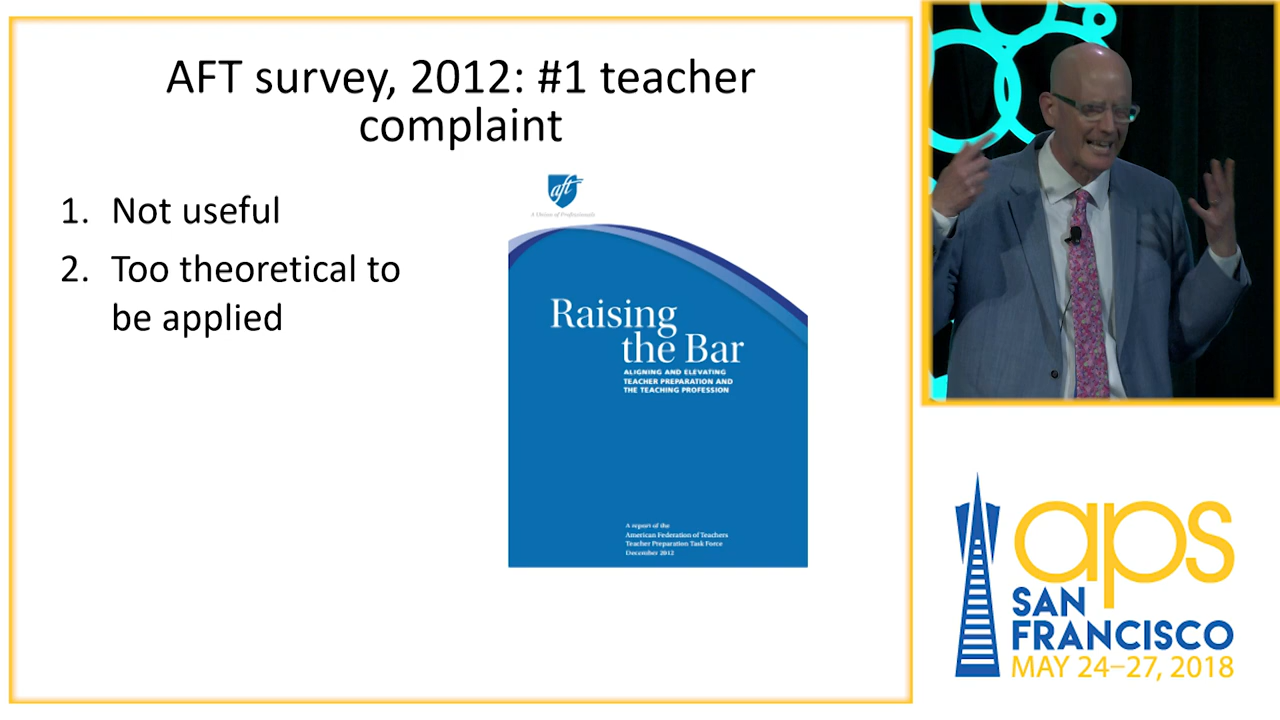 AFT survey, 2012: #1 teacher
complaint
1. Not useful
2. Too theoretical to
be applied
aft
A Union of Professionals
Raising
the Bar
ALIGNING AND ELEVATING
TEACHER PREPARATION AND
THE TEACHING PROFESSION
A report of the
American Federation of Teachers
Teacher Preparation Task Force
December 2012
aps
SAN
FRANCISCO
MAY 24–27, 2018